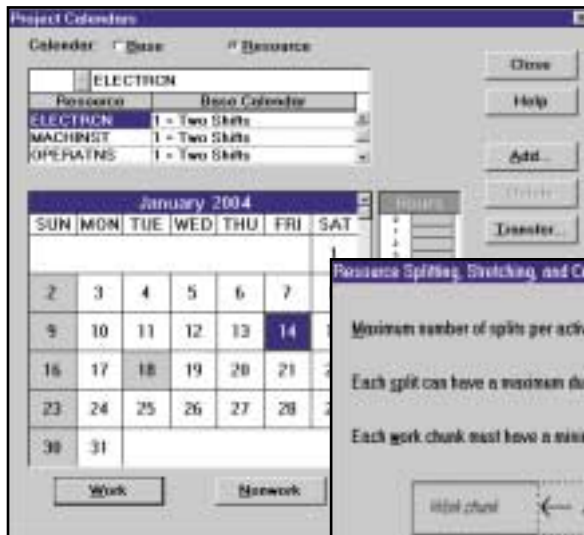 Project Calendars
Calendar: Base Resource
ELECTRCN
Resource Base Calendar
ELECTRCN 1 - Two Shifts
MACHINST 1 - Two Shifts
OPERATNS 1 - Two Shifts
Close
Help
Add...
Delete
Transfer...
January 2004
Hours
SUN MON TUE WED THU FRI SAT
1
2 3 4 5 6 7
9 10 11 12 13 14
16 17 18 19 20 21
23 24 25 26 27 28
30 31
Work Nonwork
Resource Splitting, Stretching, and C
Maximum number of splits per activ
Each split can have a maximum du
Each work chunk must have a mini
Work chunk